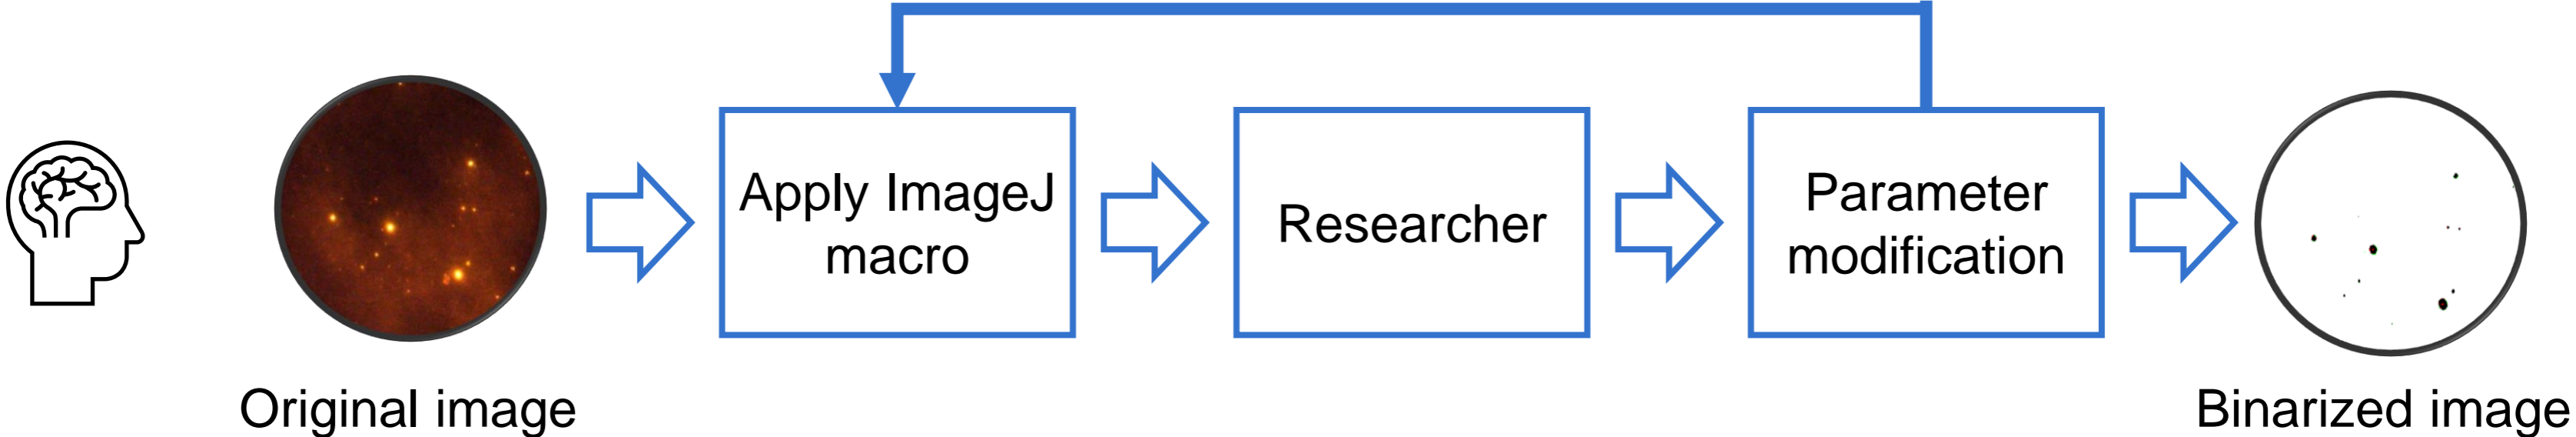 Apply ImageJ
macro
Researcher
Parameter
modification
Original image
Binarized image